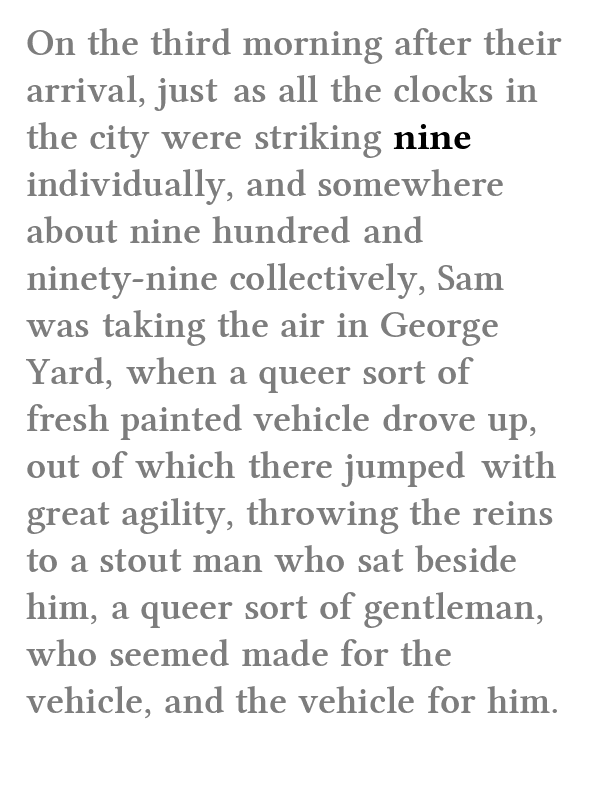 On the third morning after their
arrival, just as all the clocks in
the city were striking nine
individually, and somewhere
about nine hundred and
ninety-nine collectively, Sam
was taking the air in George
Yard, when a queer sort of
fresh painted vehicle drove up,
out of which there jumped with
great agility, throwing the reins
to a stout man who sat beside
him, a queer sort of gentleman,
who seemed made for the
vehicle, and the vehicle for him.